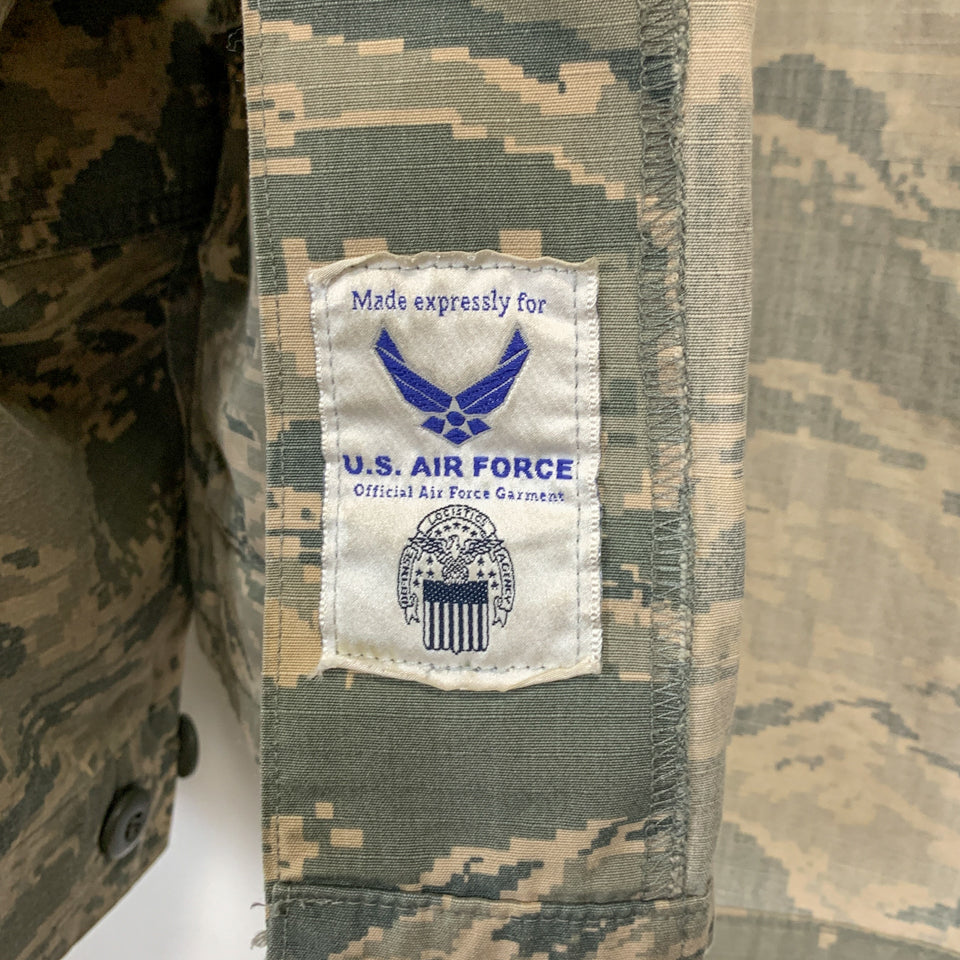 Made expressly for
U.S. AIR FORCE
Official Air Force Garment
LOGISTICS
DEFENSE
AGENCY